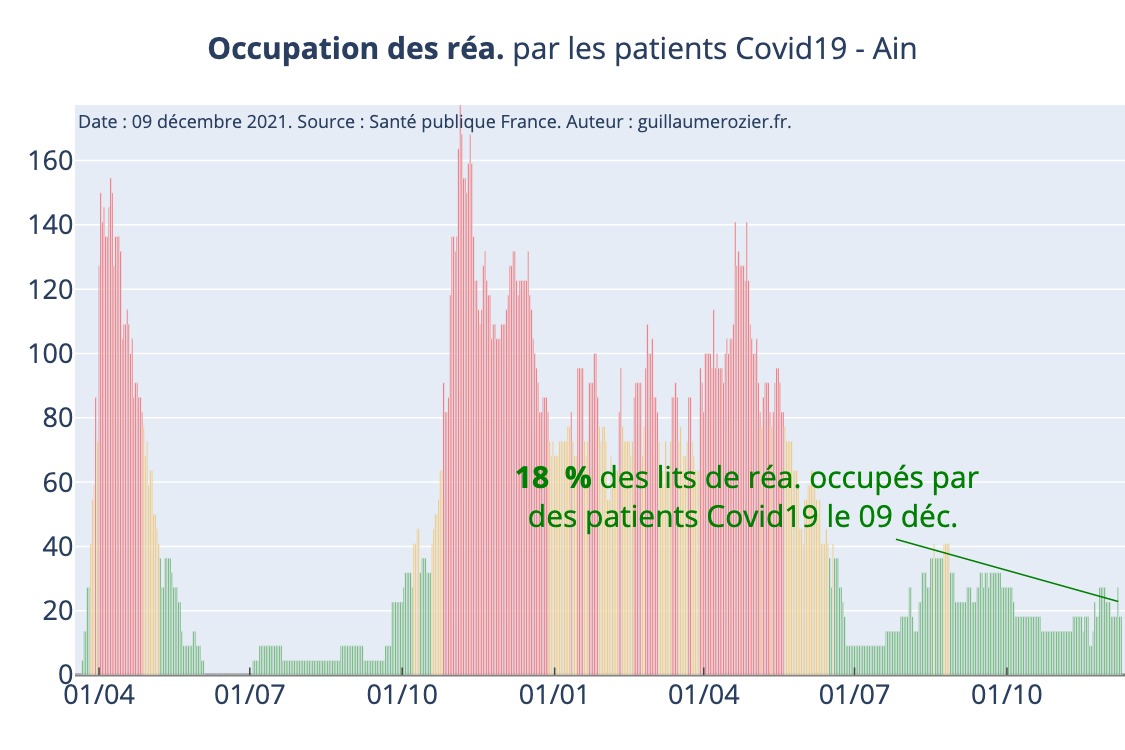 Occupation des réa. par les patients Covid19 - Ain
Date : 09 décembre 2021. Source : Santé publique France. Auteur : guillaumerozier.fr.
160
140
120
100
80
60
40
20
0
18 % des lits de réa. occupés par
des patients Covid19 le 09 déc.
01/04 01/07 01/10 01/01 01/04 01/07 01/10